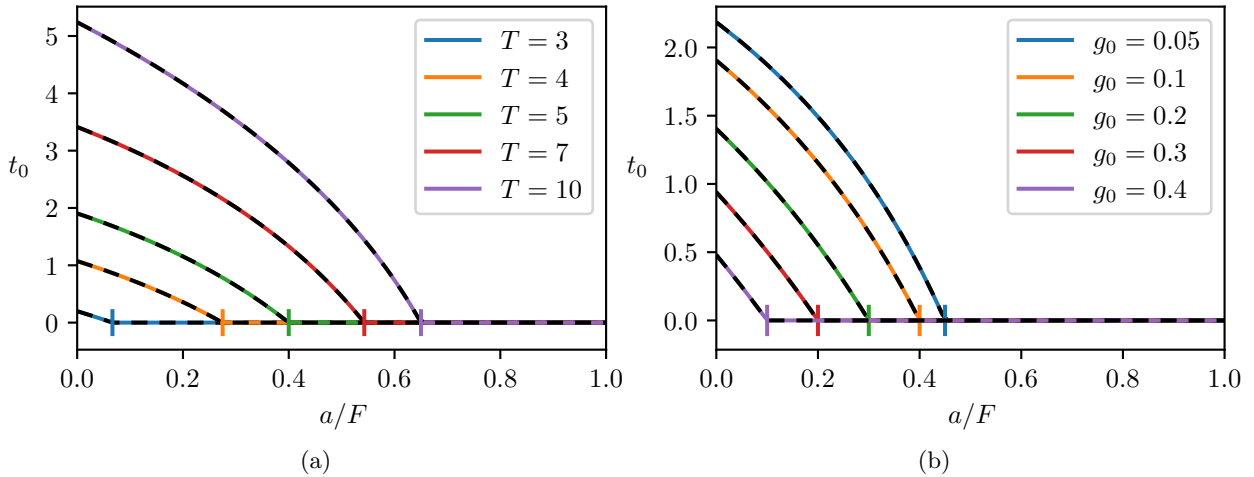 5
4
3
2
1
0
t₀
T = 3
T = 4
T = 5
T = 7
T = 10
0.0 0.2 0.4 0.6 0.8 1.0
a/F
(a)
2.0
1.5
1.0
0.5
0.0
t₀
g₀ = 0.05
g₀ = 0.1
g₀ = 0.2
g₀ = 0.3
g₀ = 0.4
0.0 0.2 0.4 0.6 0.8 1.0
a/F
(b)